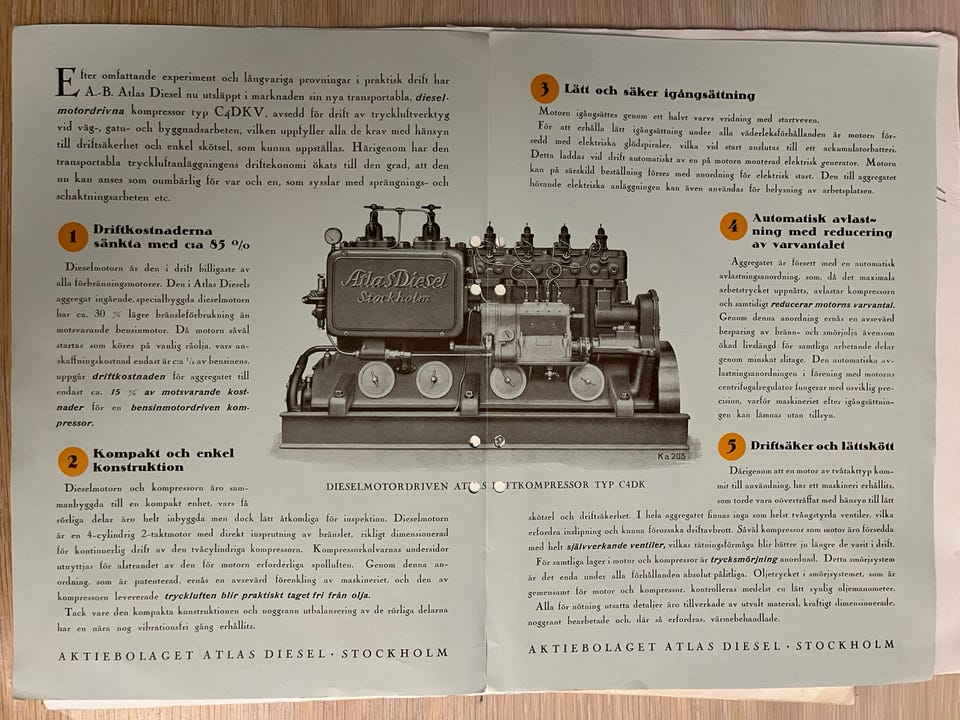 Efter omfattande experiment och långvariga provningar i praktisk drift har
A.-B. Atlas Diesel nu utsläppt i marknaden sin nya transportabla, diesel-
motordrivna kompressor typ C4DKV, avsedd för drift av tryckluftverktyg
vid väg-, gatu- och byggnadsarbeten, vilken uppfyller alla de krav med hänsyn
till driftsäkerhet och enkel skötsel, som kunna uppställas. Härigenom har den
transportabla tryckluftanläggningens driftekonomi ökats till den grad, att den
nu kan anses som oumbärlig för var och en, som sysslar med sprängnings- och
schaktningsarbeten etc.
1 Driftkostnaderna
sänkta med c:a 85 %
Dieselmotorn är den i drift billigaste av
alla förbränningsmotorer. Den i Atlas Diesels
aggregat ingående, specialbyggda dieselmotorn
har ca. 30 % lägre bränsleförbrukning än
motsvarande bensinmotor. Då motorn såväl
startas som köres på vanlig råolja, vars an-
skaffningskostnad endast är c:a 1/5 av bensinens,
uppgår driftkostnaden för aggregatet till
endast ca. 15 % av motsvarande kost-
nader för en bensinmotordriven kom-
pressor.
2 Kompakt och enkel
konstruktion
Dieselmotorn och kompressorn äro sam-
manbyggda till en kompakt enhet, vars få
rörliga delar äro helt inbyggda men dock lätt åtkomliga för inspektion. Dieselmotorn
är en 4-cylindrig 2-taktmotor med direkt insprutning av bränslet, rikligt dimensionerad
för kontinuerlig drift av den tvåcylindriga kompressorn. Kompressorkolvarnas undersidor
utnyttjas för alstrandet av den för motorn erforderliga spolluften. Genom denna an-
ordning, som är patenterad, ernås en avsevärd förenkling av maskineriet, och den av
kompressorn levererade tryckluften blir praktiskt taget fri från olja.
Tack vare den kompakta konstruktionen och noggrann utbalansering av de rörliga delarna
har en nära nog vibrationsfri gång erhållits.
AKTIEBOLAGET ATLAS DIESEL · STOCKHOLM
Atlas Diesel
Stockholm
Ka 203
DIESELMOTORDRIVEN ATLAS LUFTKOMPRESSOR TYP C4DK
3 Lätt och säker igångsättning
Motorn igångsättes genom ett halvt varvs vridning med startveven.
För att erhålla lätt igångsättning under alla väderleksförhållanden är motorn för-
sedd med elektriska glödspiraler, vilka vid start anslutas till ett ackumulatorbatteri.
Detta laddas vid drift automatiskt av en på motorn monterad elektrisk generator. Motorn
kan på särskild beställning förses med anordning för elektrisk start. Den till aggregatet
hörande elektriska anläggningen kan även användas för belysning av arbetsplatsen.
4 Automatisk avlast-
ning med reducering
av varvantalet
Aggregatet är försett med en automatisk
avlastningsanordning, som, då det maximala
arbetstrycket uppnåtts, avlastar kompressorn
och samtidigt reducerar motorns varvantal.
Genom denna anordning ernås en avsevärd
besparing av bränn- och smörjolja ävensom
ökad livslängd för samtliga arbetande delar
genom minskat slitage. Den automatiska av-
lastningsanordningen i förening med motorns
centrifugalregulator fungerar med osviklig pre-
cision, varför maskineriet efter igångsättnin-
gen kan lämnas utan tillsyn.
5 Driftsäker och lättskött
Därigenom att en motor av tvåtakttyp kom-
mit till användning, har ett maskineri erhållits,
som torde vara oöverträffat med hänsyn till lätt
skötsel och driftsäkerhet. I hela aggregatet finnas inga som helst tvångstyrda ventiler, vilka
erfordra inslipning och kunna förorsaka driftavbrott. Såväl kompressor som motor äro försedda
med helt självverkande ventiler, vilkas tätningsförmåga blir bättre ju längre de varit i drift.
För samtliga lager i motor och kompressor är trycksmörjning anordnad. Detta smörjsystem
är det enda under alla förhållanden absolut pålitliga. Oljetrycket i smörjsystemet, som är
gemensamt för motor och kompressor, kontrolleras medelst en lätt synlig oljemanometer.
Alla för nötning utsatta detaljer äro tillverkade av utvalt material, kraftigt dimensionerade,
noggrant bearbetade och, där så erfordras, värmebehandlade.
AKTIEBOLAGET ATLAS DIESEL · STOCKHOLM